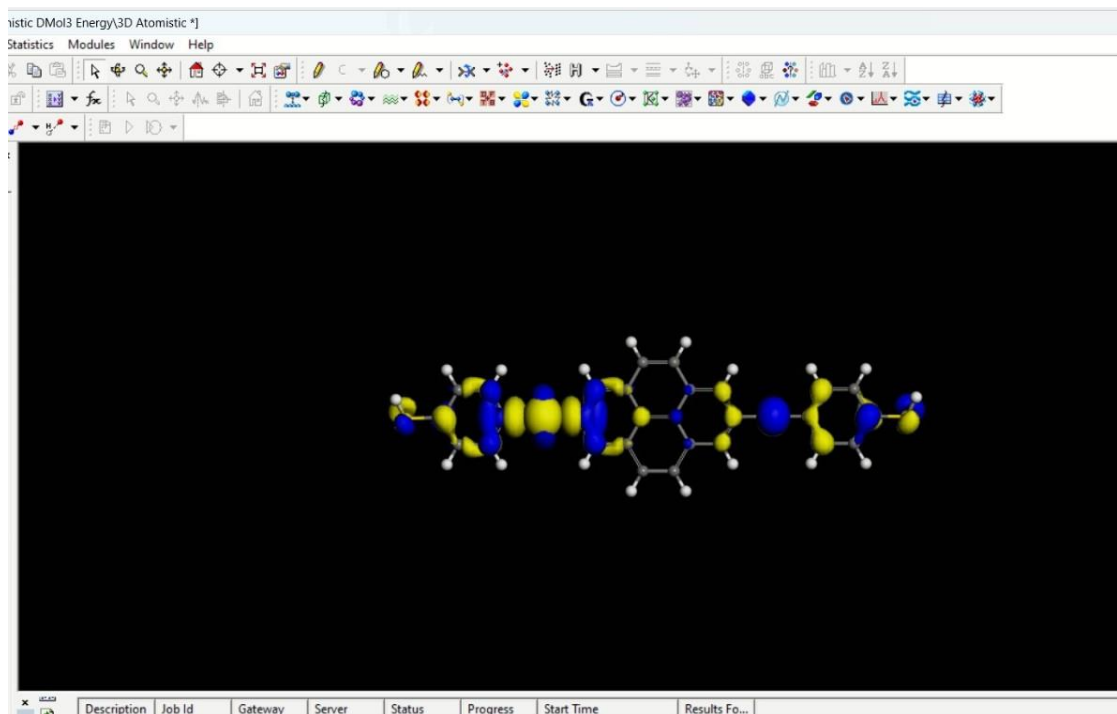 nistic DMol3 Energy\3D Atomistic *]
Statistics Modules Window Help
Description Job Id Gateway Server Status Progress Start Time Results Fo...